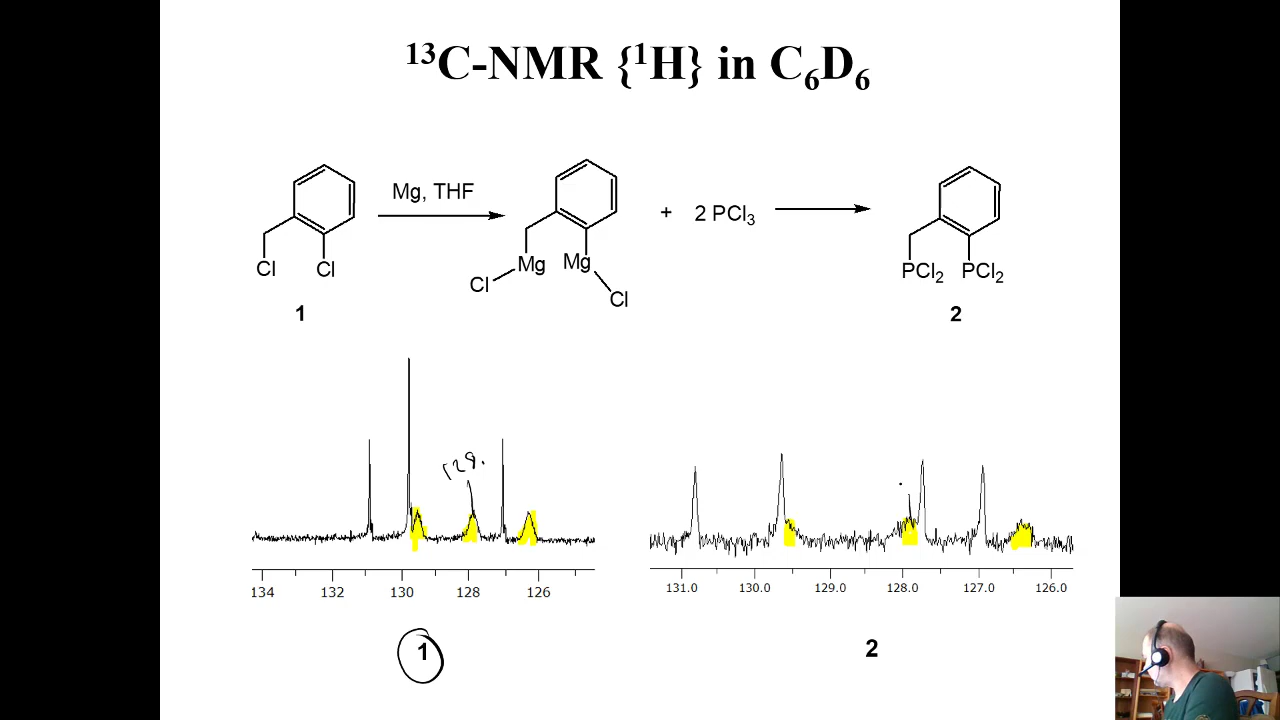 ¹³C-NMR {¹H} in C₆D₆
Mg, THF
+ 2 PCl₃
Cl Cl
Cl Mg Mg Cl
PCl₂ PCl₂
1
2
128.
134 132 130 128 126
131.0 130.0 129.0 128.0 127.0 126.0
1
2